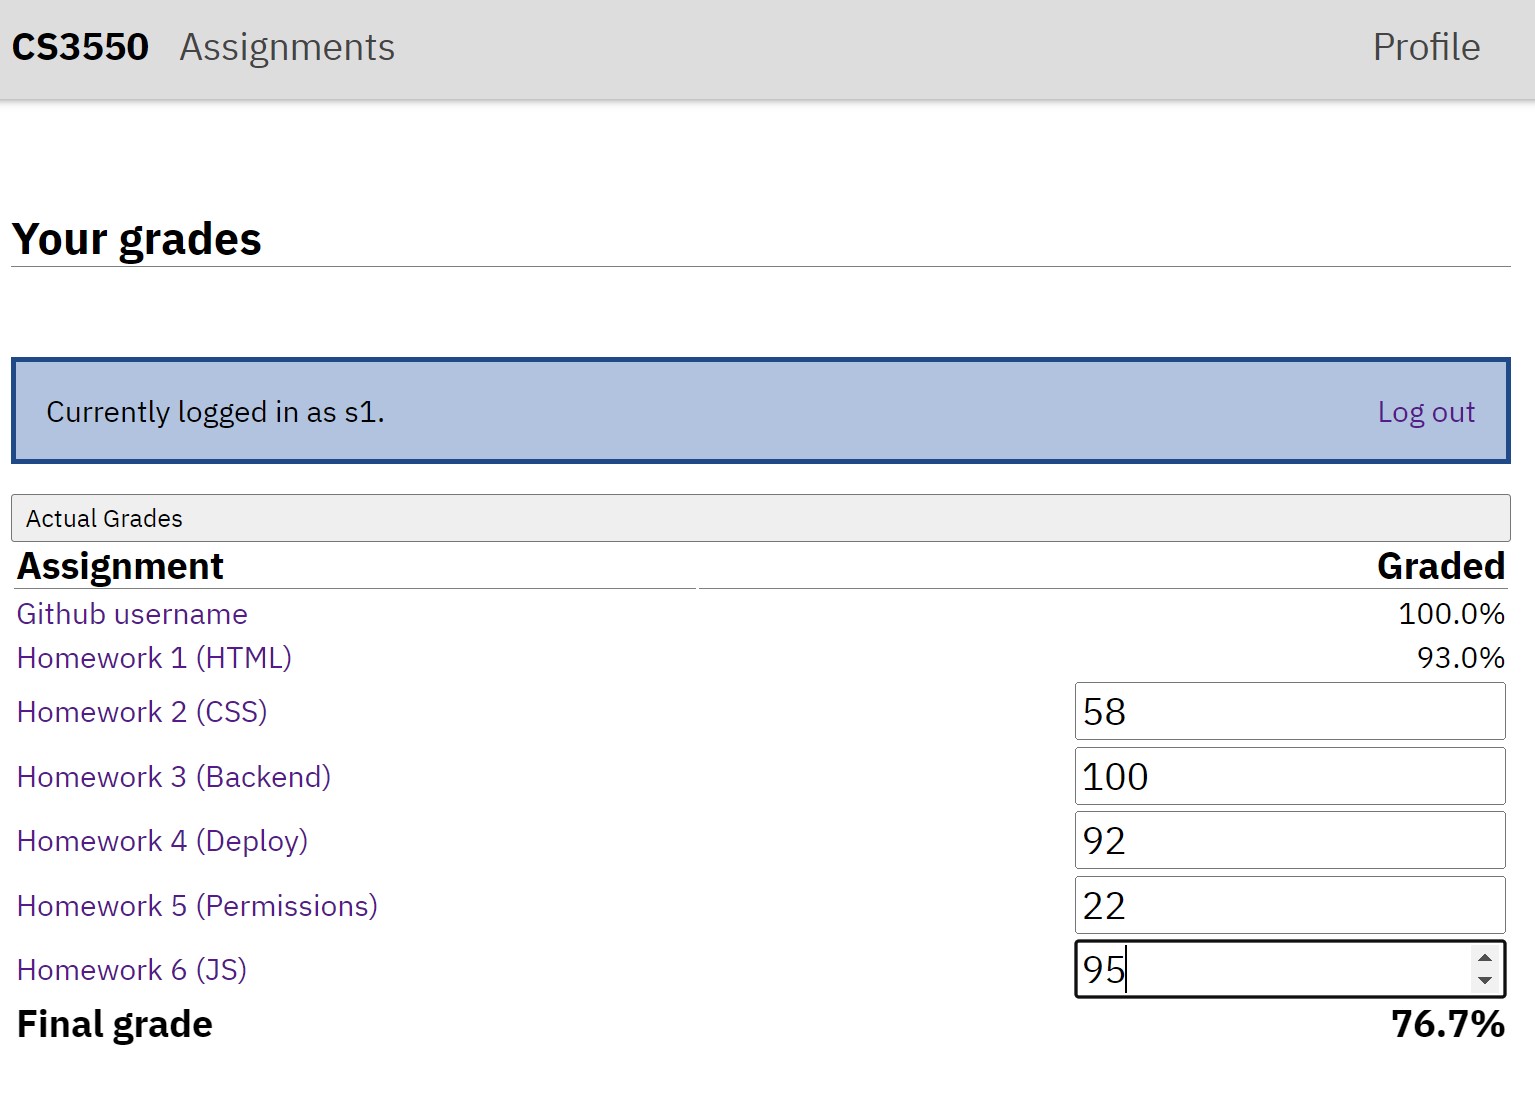 CS3550 Assignments Profile
Your grades
Currently logged in as s1. Log out
Actual Grades
Assignment Graded
Github username 100.0%
Homework 1 (HTML) 93.0%
Homework 2 (CSS) 58
Homework 3 (Backend) 100
Homework 4 (Deploy) 92
Homework 5 (Permissions) 22
Homework 6 (JS) 95
Final grade 76.7%